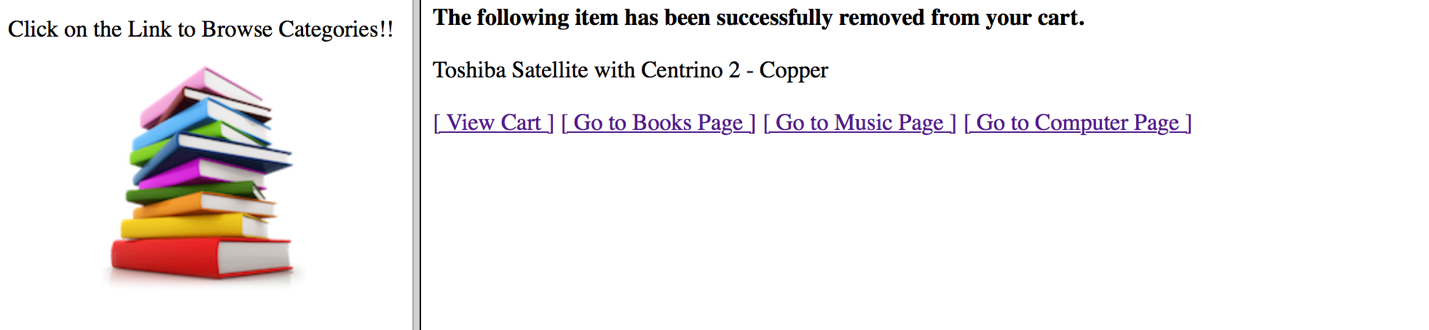 Click on the Link to Browse Categories!!
The following item has been successfully removed from your cart.
Toshiba Satellite with Centrino 2 - Copper
[ View Cart ] [ Go to Books Page ] [ Go to Music Page ] [ Go to Computer Page ]